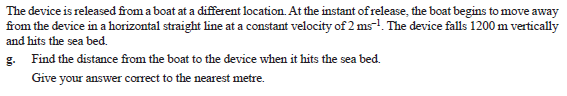 The device is released from a boat at a different location. At the instant of release, the boat begins to move away
from the device in a horizontal straight line at a constant velocity of 2 ms⁻¹. The device falls 1200 m vertically
and hits the sea bed.
g. Find the distance from the boat to the device when it hits the sea bed.
Give your answer correct to the nearest metre.